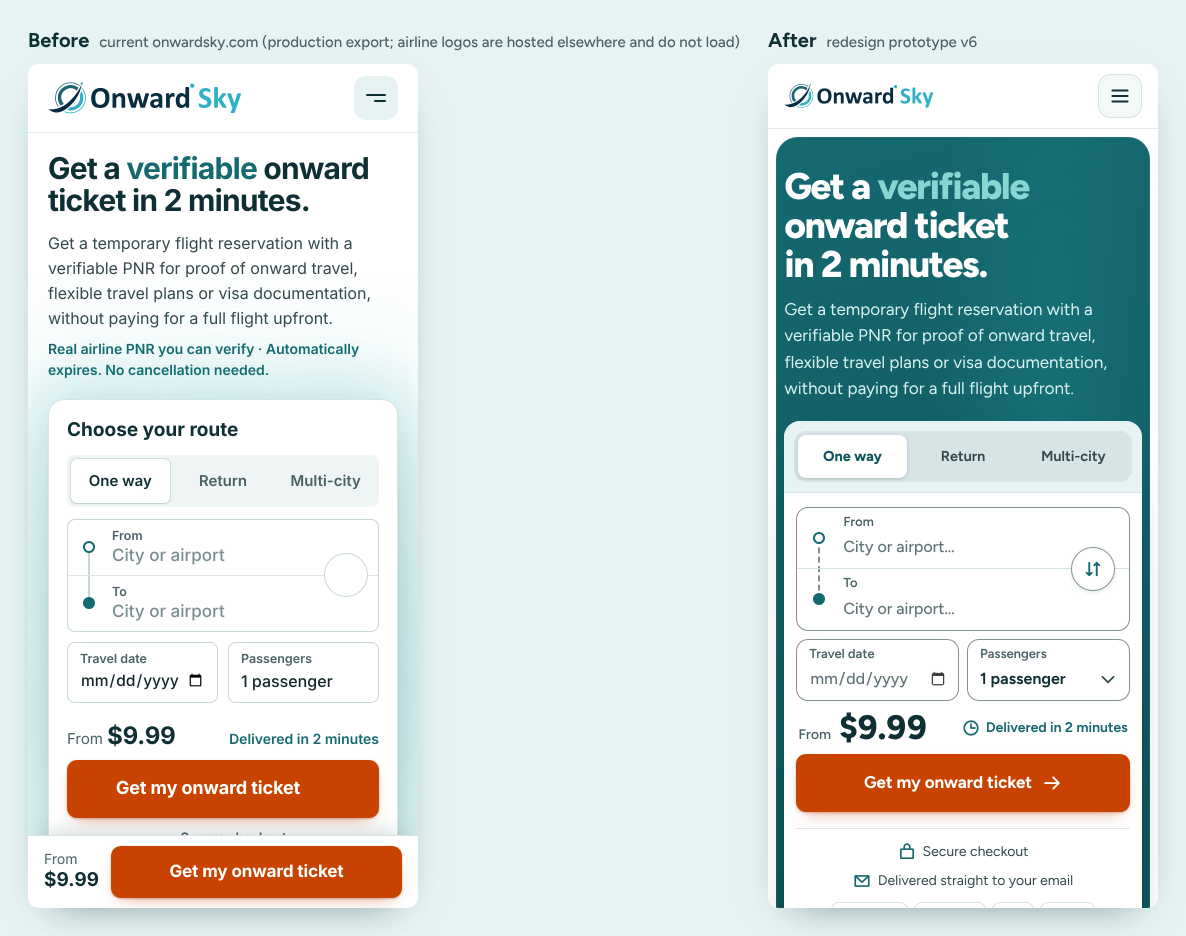 Before current onwardsky.com (production export; airline logos are hosted elsewhere and do not load)
Onward Sky
Get a verifiable onward
ticket in 2 minutes.
Get a temporary flight reservation with a
verifiable PNR for proof of onward travel,
flexible travel plans or visa documentation,
without paying for a full flight upfront.
Real airline PNR you can verify · Automatically
expires. No cancellation needed.
Choose your route
One way Return Multi-city
From
City or airport
To
City or airport
Travel date Passengers
mm/dd/yyyy 1 passenger
From $9.99 Delivered in 2 minutes
Get my onward ticket
From
$9.99 Get my onward ticket
After redesign prototype v6
Onward Sky
Get a verifiable
onward ticket
in 2 minutes.
Get a temporary flight reservation with a
verifiable PNR for proof of onward travel,
flexible travel plans or visa documentation,
without paying for a full flight upfront.
One way Return Multi-city
From
City or airport...
To
City or airport...
Travel date Passengers
mm/dd/yyyy 1 passenger
From $9.99 Delivered in 2 minutes
Get my onward ticket →
Secure checkout
Delivered straight to your email